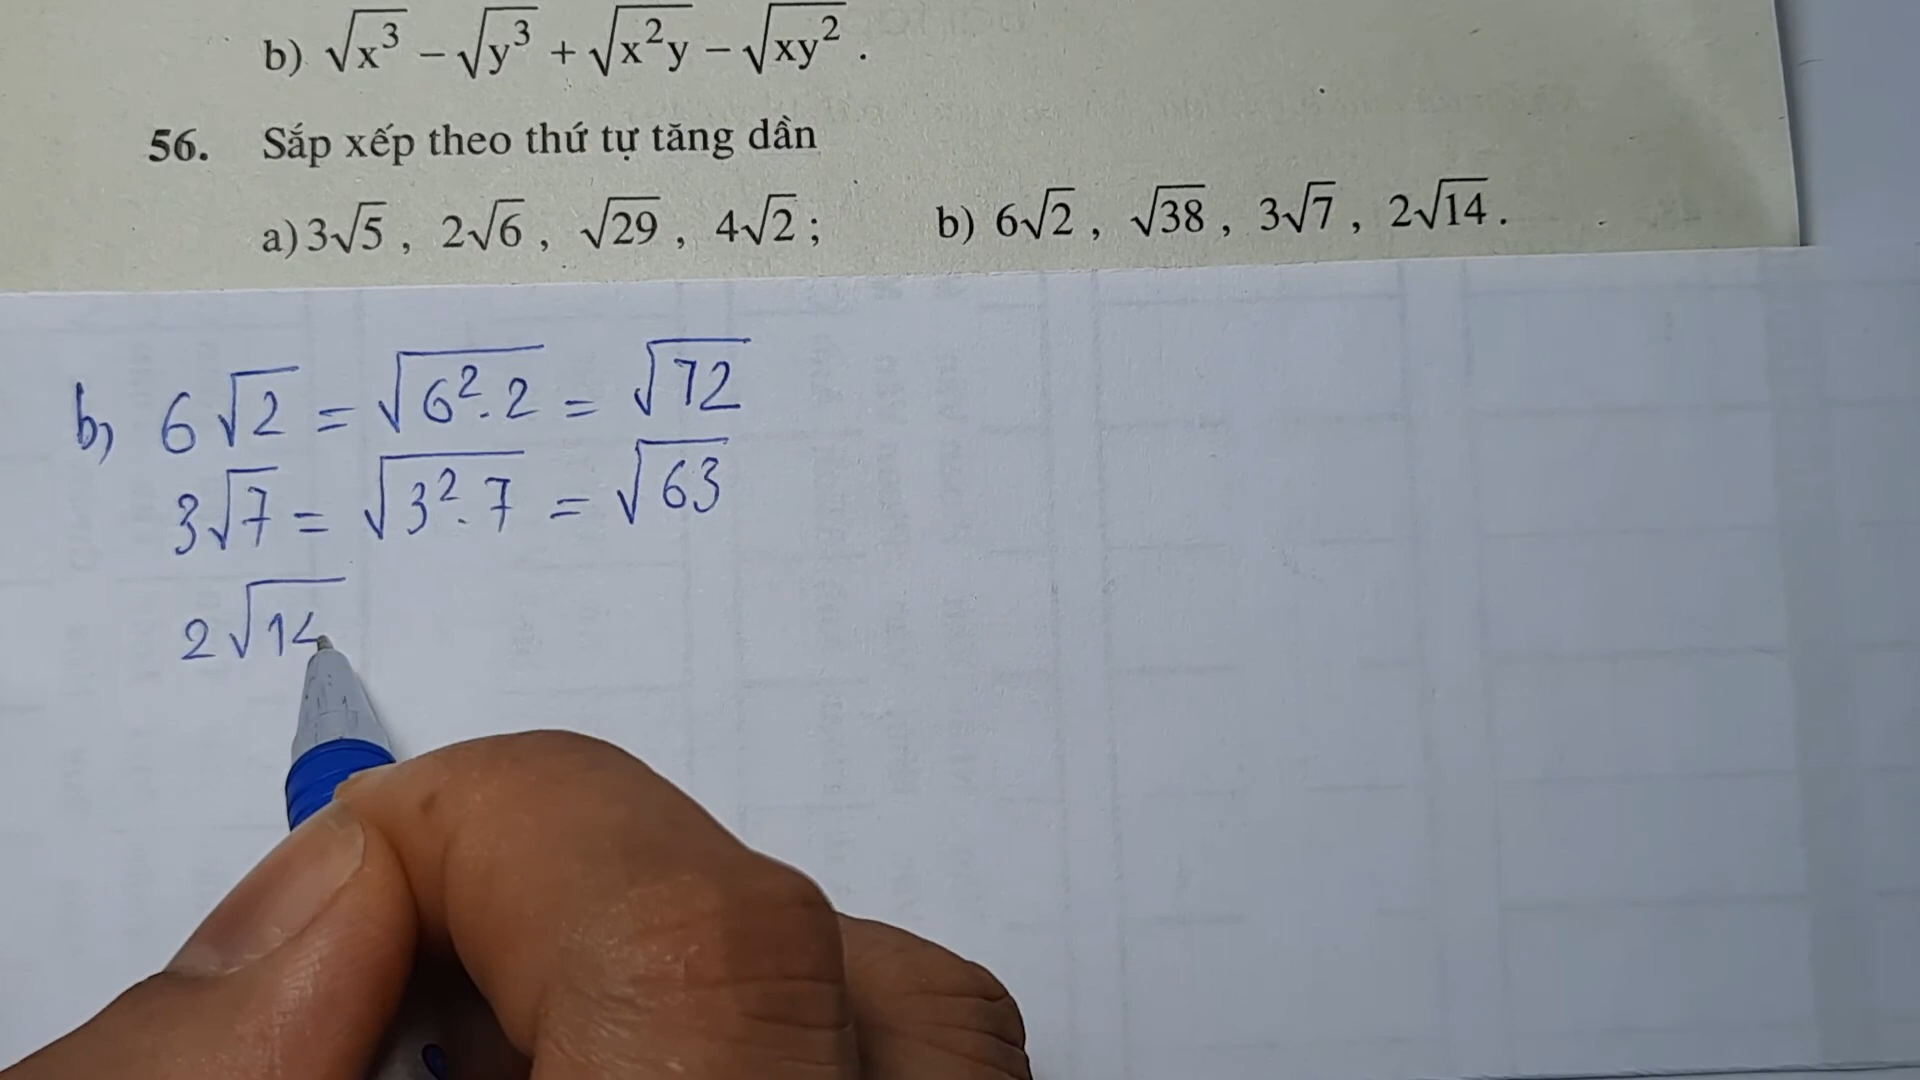 b) √x³ − √y³ + √x²y − √xy² .
56. Sắp xếp theo thứ tự tăng dần
a) 3√5 , 2√6 , √29 , 4√2 ; b) 6√2 , √38 , 3√7 , 2√14 .
b) 6√2 = √6².2 = √72
3√7 = √3².7 = √63
2√14